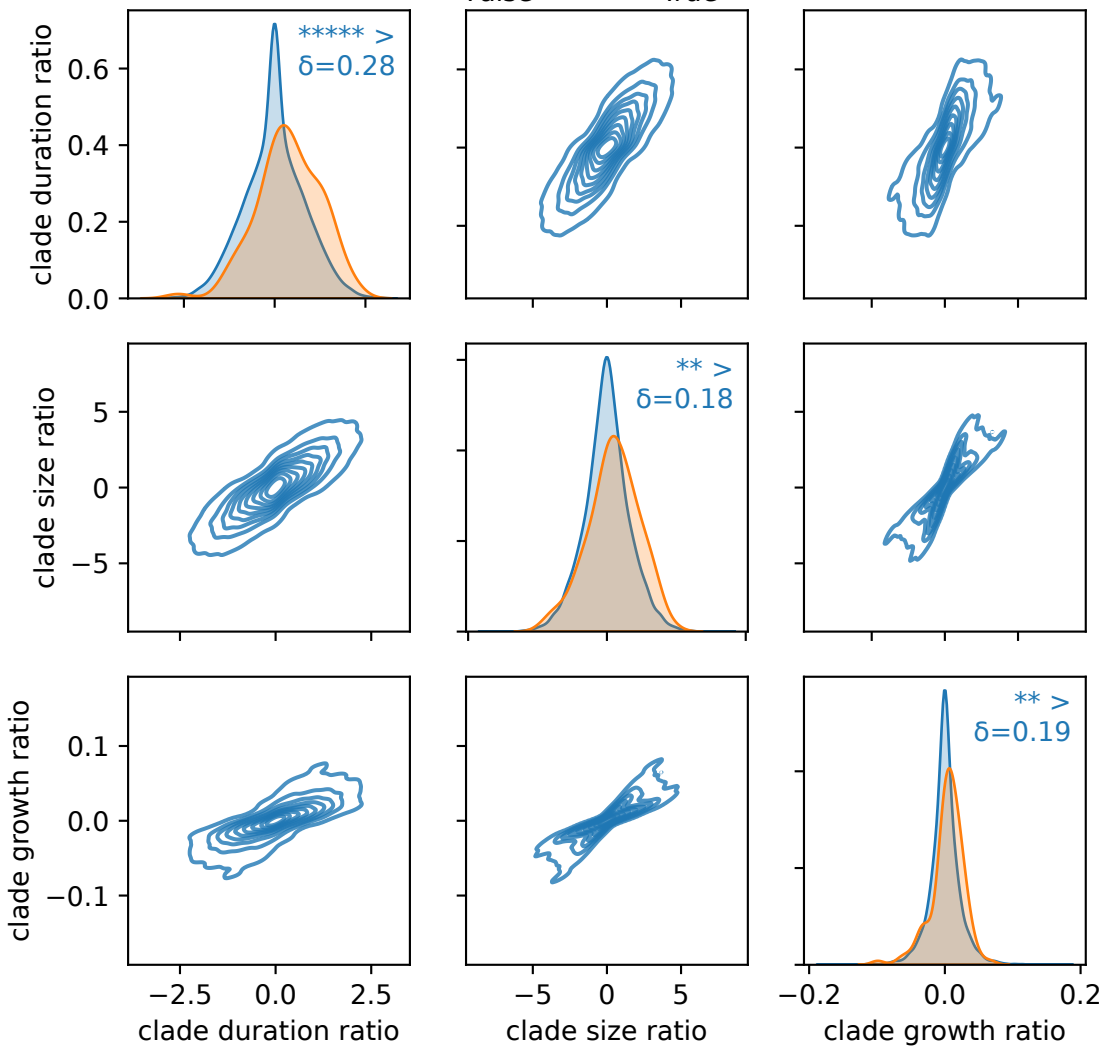 ***** >
δ=0.28
clade duration ratio
0.6
0.4
0.2
0.0
** >
δ=0.18
clade size ratio
5
0
−5
** >
δ=0.19
clade growth ratio
0.1
0.0
−0.1
−2.5 0.0 2.5
−5 0 5
−0.2 0.0 0.2
clade duration ratio
clade size ratio
clade growth ratio